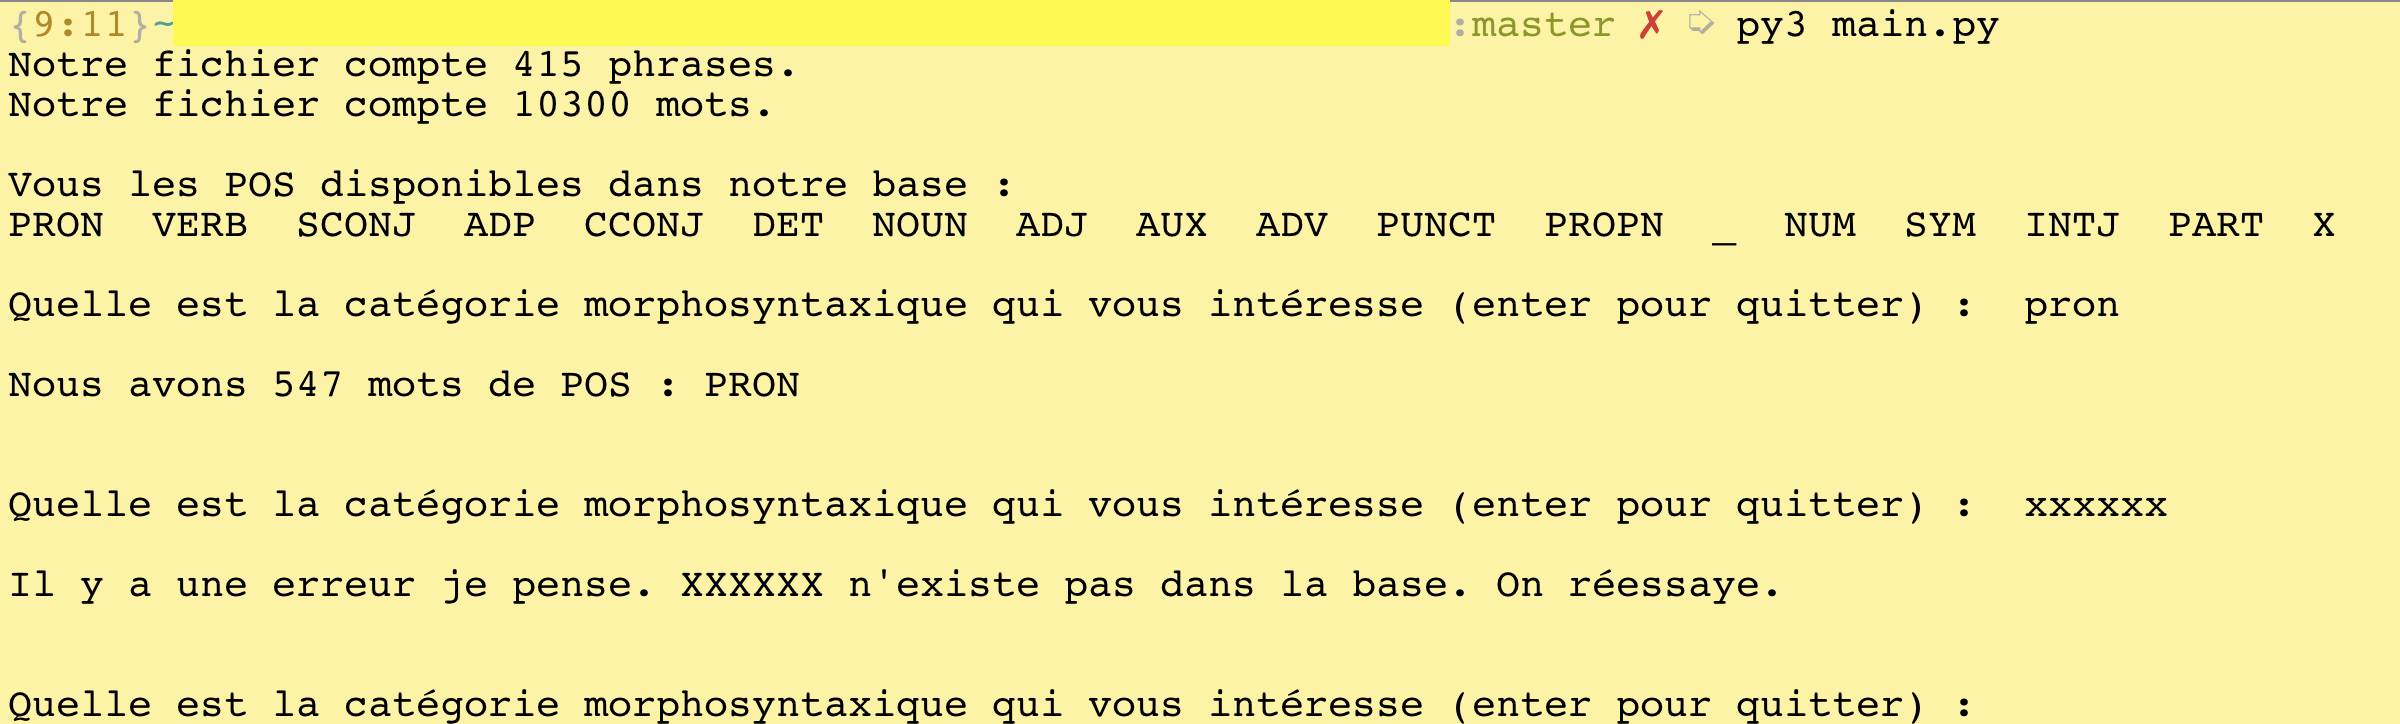 {9:11}~ :master ✗ ➭ py3 main.py
Notre fichier compte 415 phrases.
Notre fichier compte 10300 mots.
Vous les POS disponibles dans notre base :
PRON VERB SCONJ ADP CCONJ DET NOUN ADJ AUX ADV PUNCT PROPN _ NUM SYM INTJ PART X
Quelle est la catégorie morphosyntaxique qui vous intéresse (enter pour quitter) : pron
Nous avons 547 mots de POS : PRON
Quelle est la catégorie morphosyntaxique qui vous intéresse (enter pour quitter) : xxxxxx
Il y a une erreur je pense. XXXXXX n'existe pas dans la base. On réessaye.
Quelle est la catégorie morphosyntaxique qui vous intéresse (enter pour quitter) :